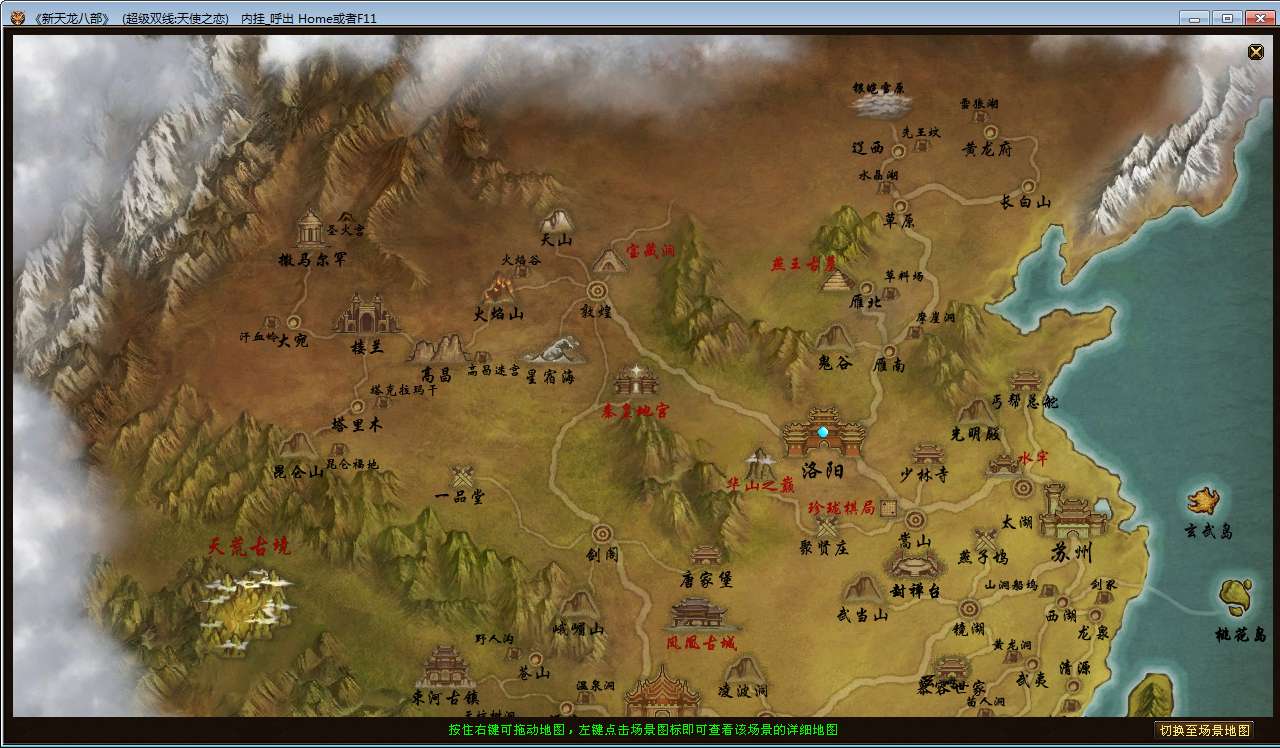 《新天龙八部》 (超级双线:天使之恋) 内挂_呼出 Home或者F11
银皑雪原
雪狼湖
先王坟
辽西
黄龙府
水晶湖
长白山
草原
圣火宫
天山
撒马尔罕
火焰谷
宝藏洞
燕王古墓
草料场
雁北
火焰山
敦煌
摩崖洞
汗血岭
大宛
楼兰
高昌
高昌迷宫
星宿海
鬼谷
雁南
塔克拉玛干
秦皇地宫
丐帮总舵
塔里木
光明殿
昆仑山
昆仑福地
洛阳
少林寺
水牢
一品堂
华山之巅
珍珑棋局
太湖
玄武岛
天荒古境
剑阁
聚贤庄
嵩山
燕子坞
苏州
唐家堡
封禅台
山涧船坞
剑冢
武当山
西湖
峨嵋山
镜湖
龙泉
桃花岛
野人沟
凤凰古城
黄龙洞
苍山
清源
束河古镇
温泉洞
凌波洞
慕容世家
武夷
苗人洞
按住右键可拖动地图，左键点击场景图标即可查看该场景的详细地图
切换至场景地图